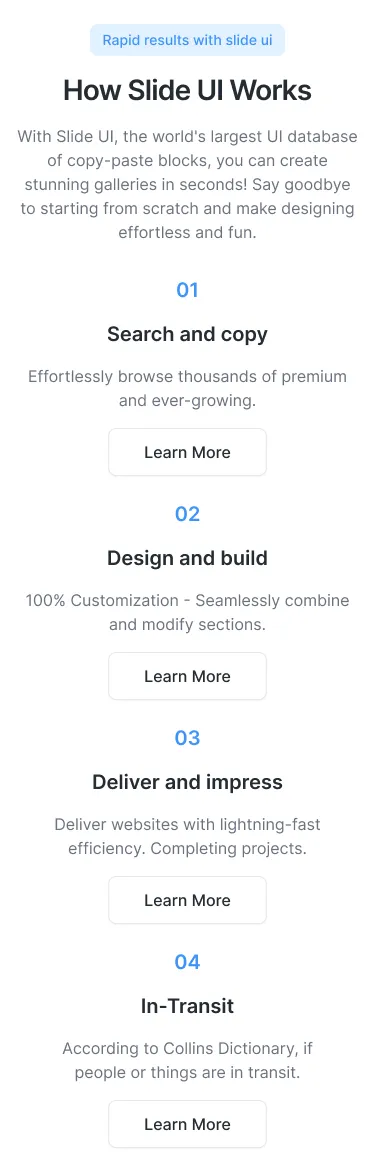 Rapid results with slide ui
How Slide UI Works
With Slide UI, the world's largest UI database
of copy-paste blocks, you can create
stunning galleries in seconds! Say goodbye
to starting from scratch and make designing
effortless and fun.
01
Search and copy
Effortlessly browse thousands of premium
and ever-growing.
Learn More
02
Design and build
100% Customization - Seamlessly combine
and modify sections.
Learn More
03
Deliver and impress
Deliver websites with lightning-fast
efficiency. Completing projects.
Learn More
04
In-Transit
According to Collins Dictionary, if
people or things are in transit.
Learn More